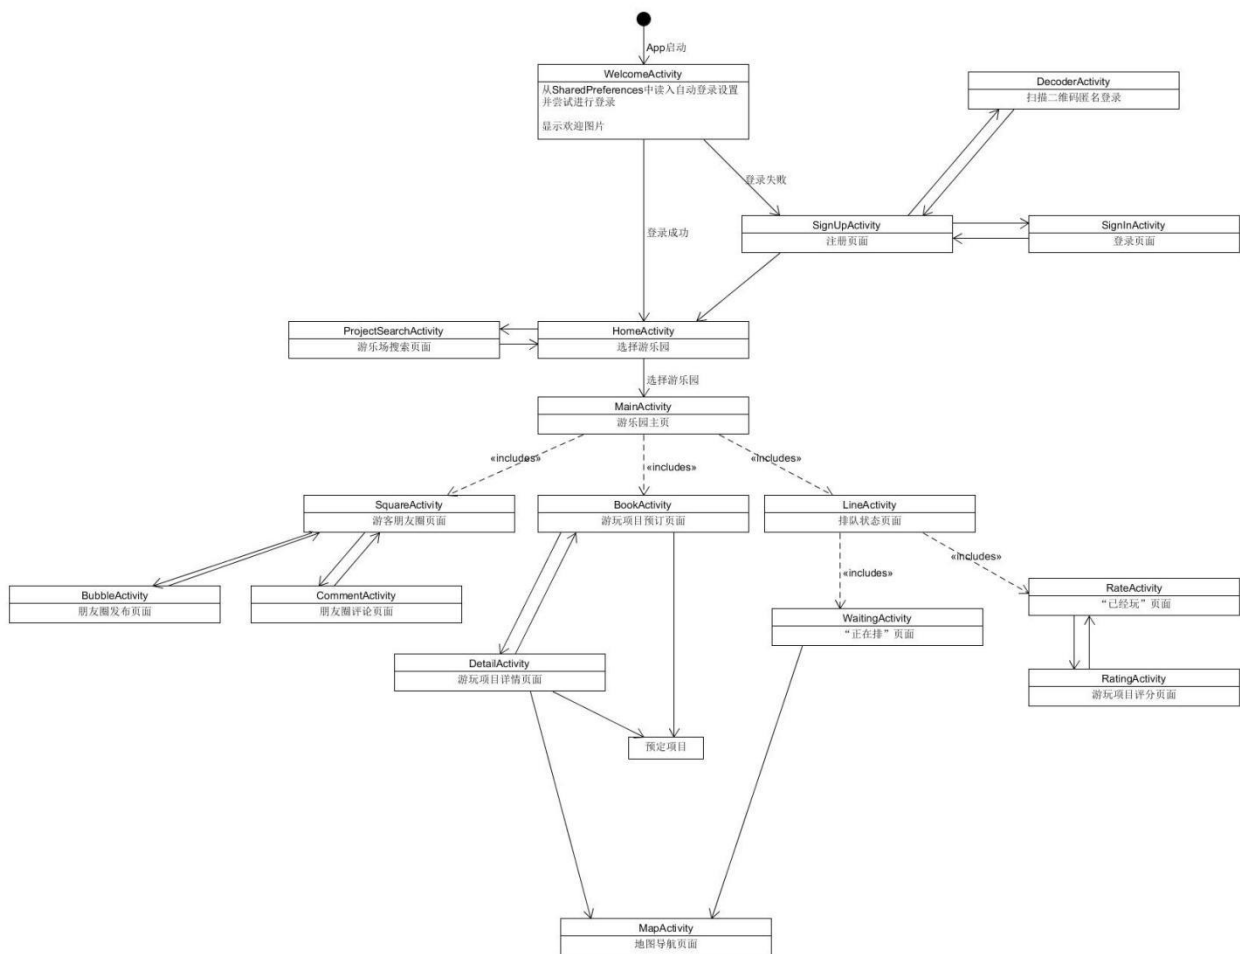 App启动
WelcomeActivity
从SharedPreferences中读入自动登录设置
并尝试进行登录
显示欢迎图片
DecoderActivity
扫描二维码匿名登录
登录失败
登录成功
SignUpActivity
注册页面
SignInActivity
登录页面
ProjectSearchActivity
游乐场搜索页面
HomeActivity
选择游乐园
选择游乐园
MainActivity
游乐园主页
«includes»
«includes»
«includes»
SquareActivity
游客朋友圈页面
BookActivity
游玩项目预订页面
LineActivity
排队状态页面
«includes»
«includes»
BubbleActivity
朋友圈发布页面
CommentActivity
朋友圈评论页面
RateActivity
“已经玩”页面
WaitingActivity
“正在排”页面
DetailActivity
游玩项目详情页面
RatingActivity
游玩项目评分页面
预定项目
MapActivity
地图导航页面